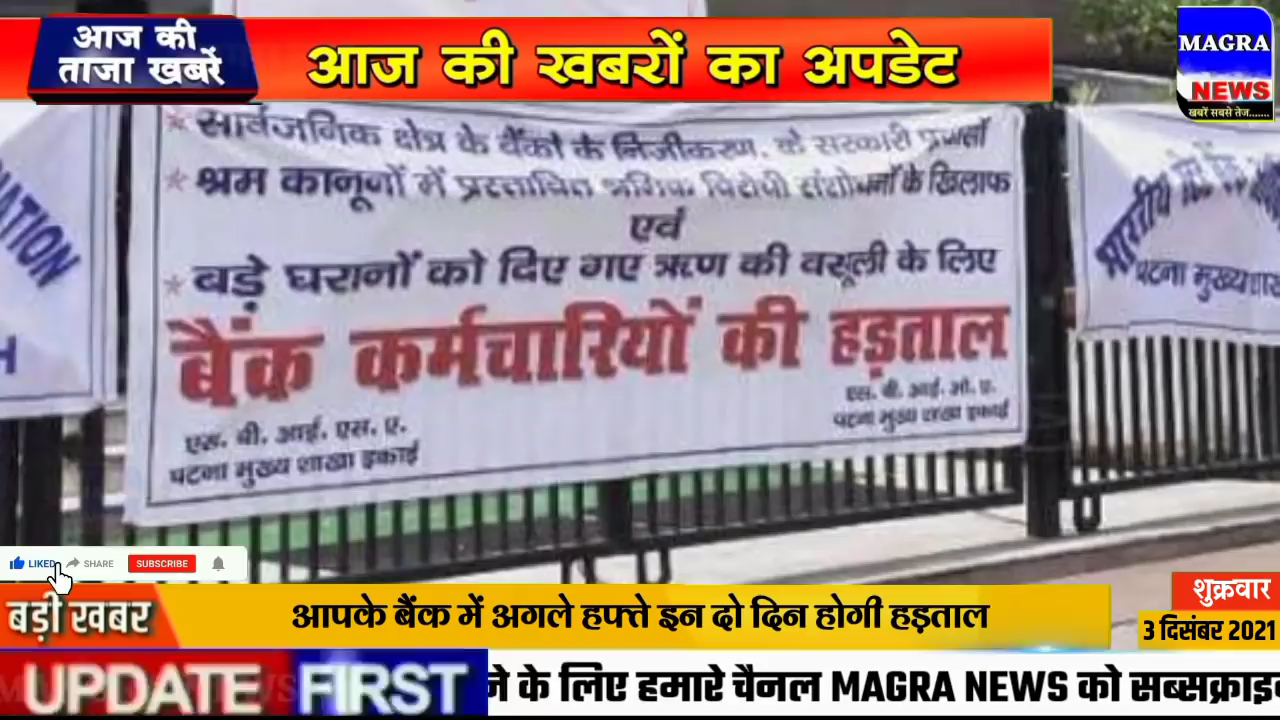 आज की
ताजा खबरें
आज की खबरों का अपडेट
MAGRA
NEWS
खबरें सबसे तेज.......
* सार्वजनिक क्षेत्र के बैंकों के निजीकरण, के सरकारी प्रयासों
* श्रम कानूनों में प्रस्तावित श्रमिक विरोधी संशोधनों के खिलाफ
एवं
* बड़े घरानों को दिए गए ऋण की वसूली के लिए
बैंक कर्मचारियों की हड़ताल
एस. बी. आई. एस. ए.
पटना मुख्य शाखा इकाई
एस. बी. आई. ओ. ए.
पटना मुख्य शाखा इकाई
NATION
H
भारतीय स्टेट बैंक
पटना मुख्य शाखा
LIKED SHARE SUBSCRIBE
बड़ी खबर
आपके बैंक में अगले हफ्ते इन दो दिन होगी हड़ताल
शुक्रवार
3 दिसंबर 2021
UPDATE FIRST
ने के लिए हमारे चैनल MAGRA NEWS को सब्सक्राइब